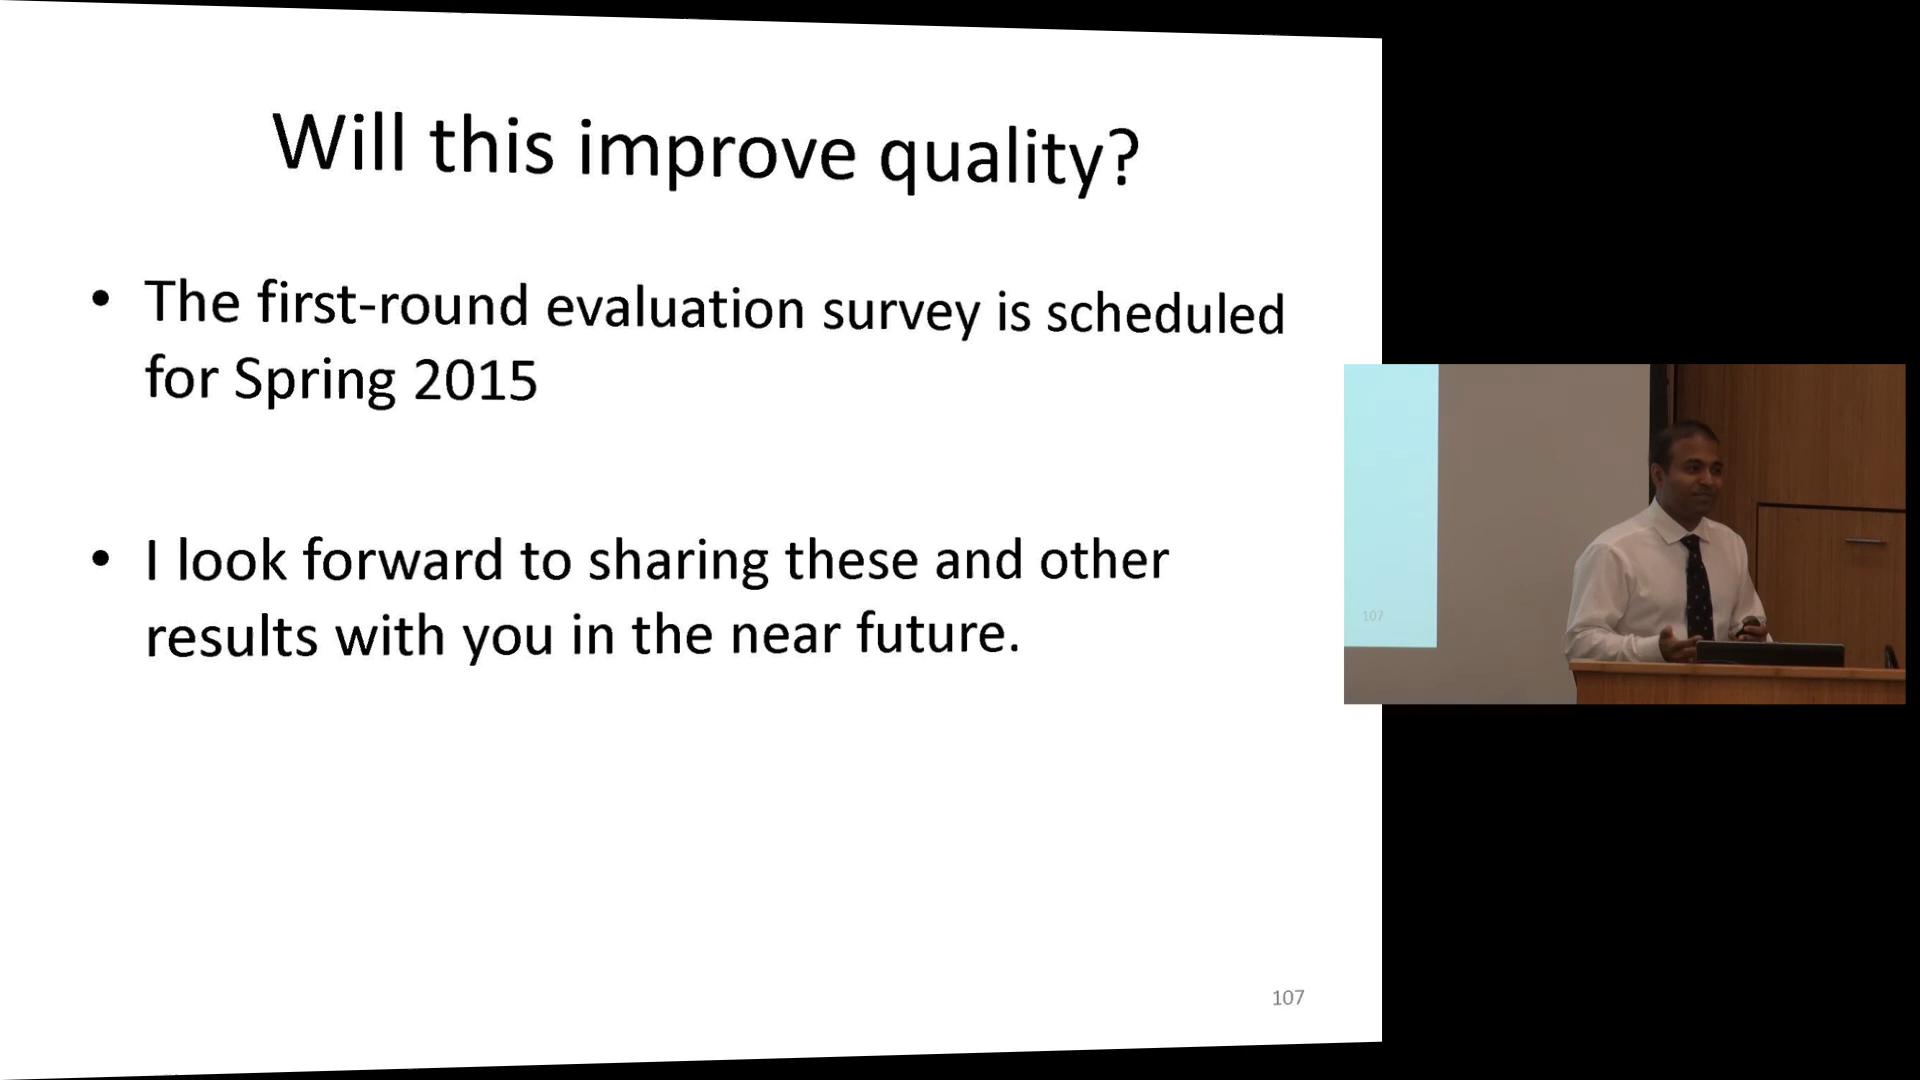 Will this improve quality?
• The first-round evaluation survey is scheduled
for Spring 2015
• I look forward to sharing these and other
results with you in the near future.
107
107